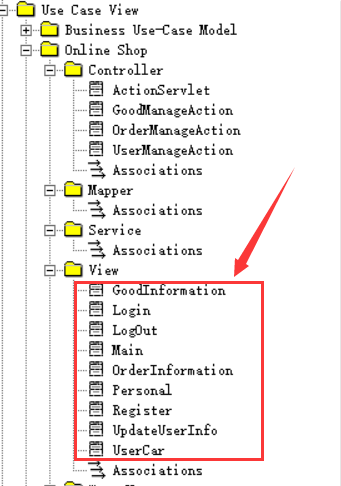 Use Case View
Business Use-Case Model
Online Shop
Controller
ActionServlet
GoodManageAction
OrderManageAction
UserManageAction
Associations
Mapper
Associations
Service
Associations
View
GoodInformation
Login
LogOut
Main
OrderInformation
Personal
Register
UpdateUserInfo
UserCar
Associations